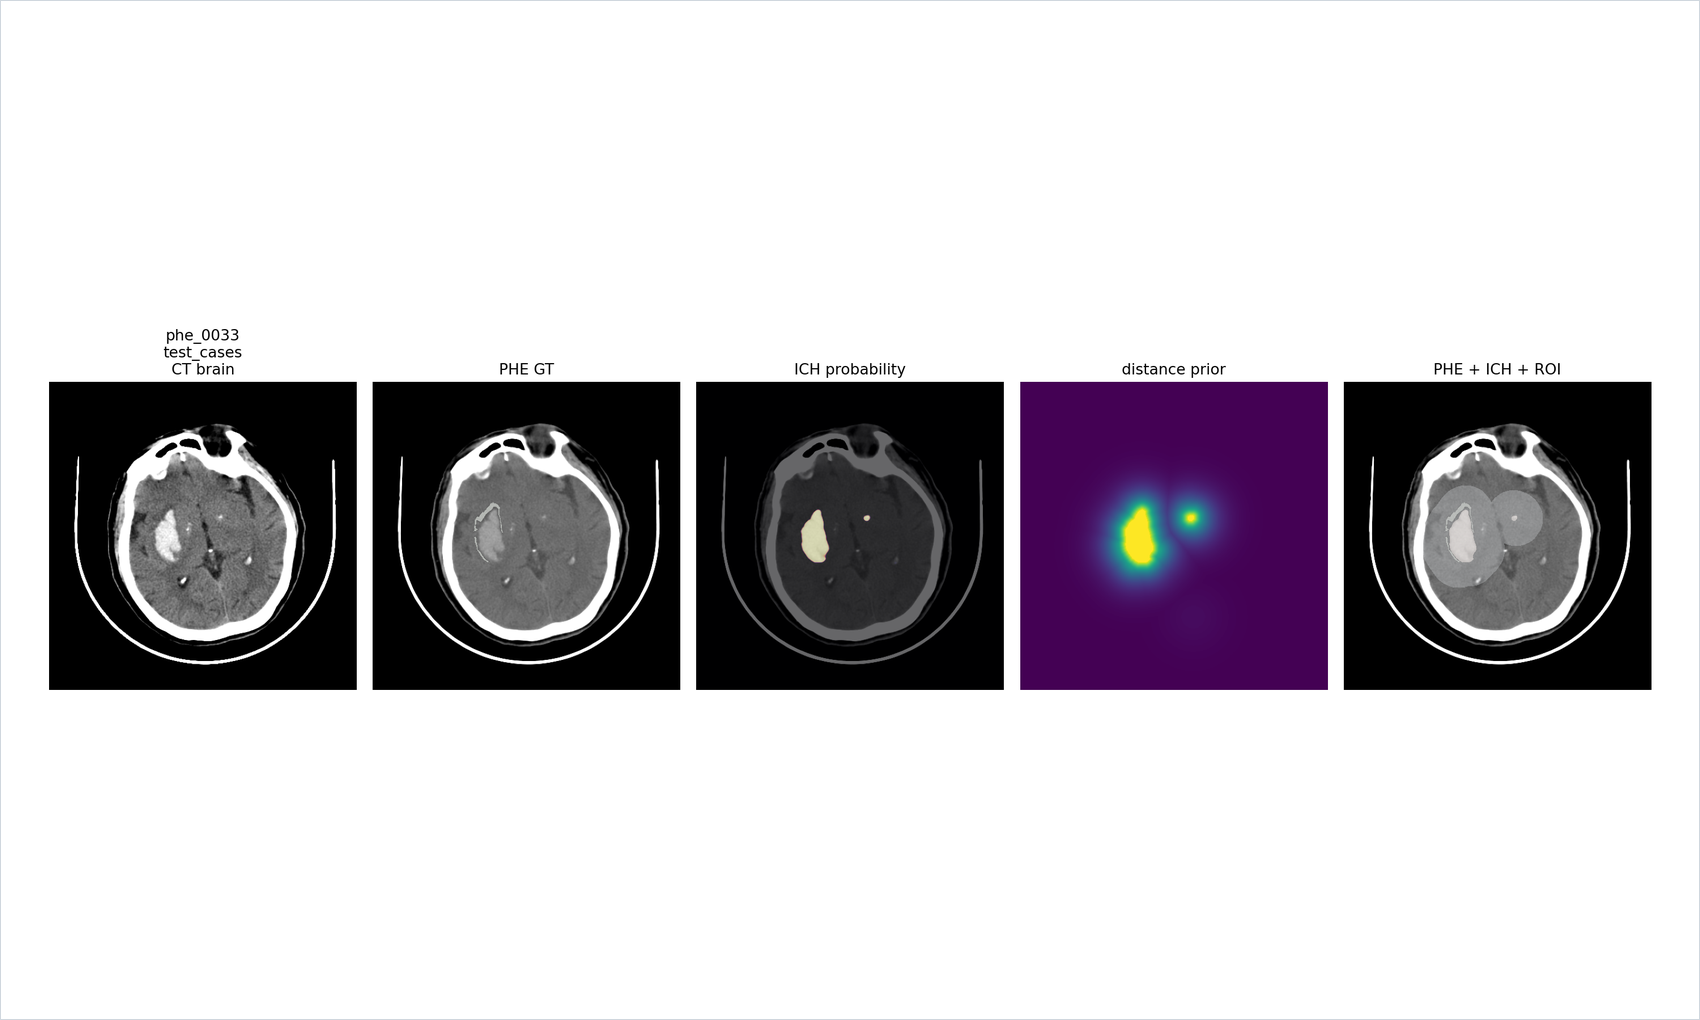 phe_0033
test_cases
CT brain
PHE GT
ICH probability
distance prior
PHE + ICH + ROI